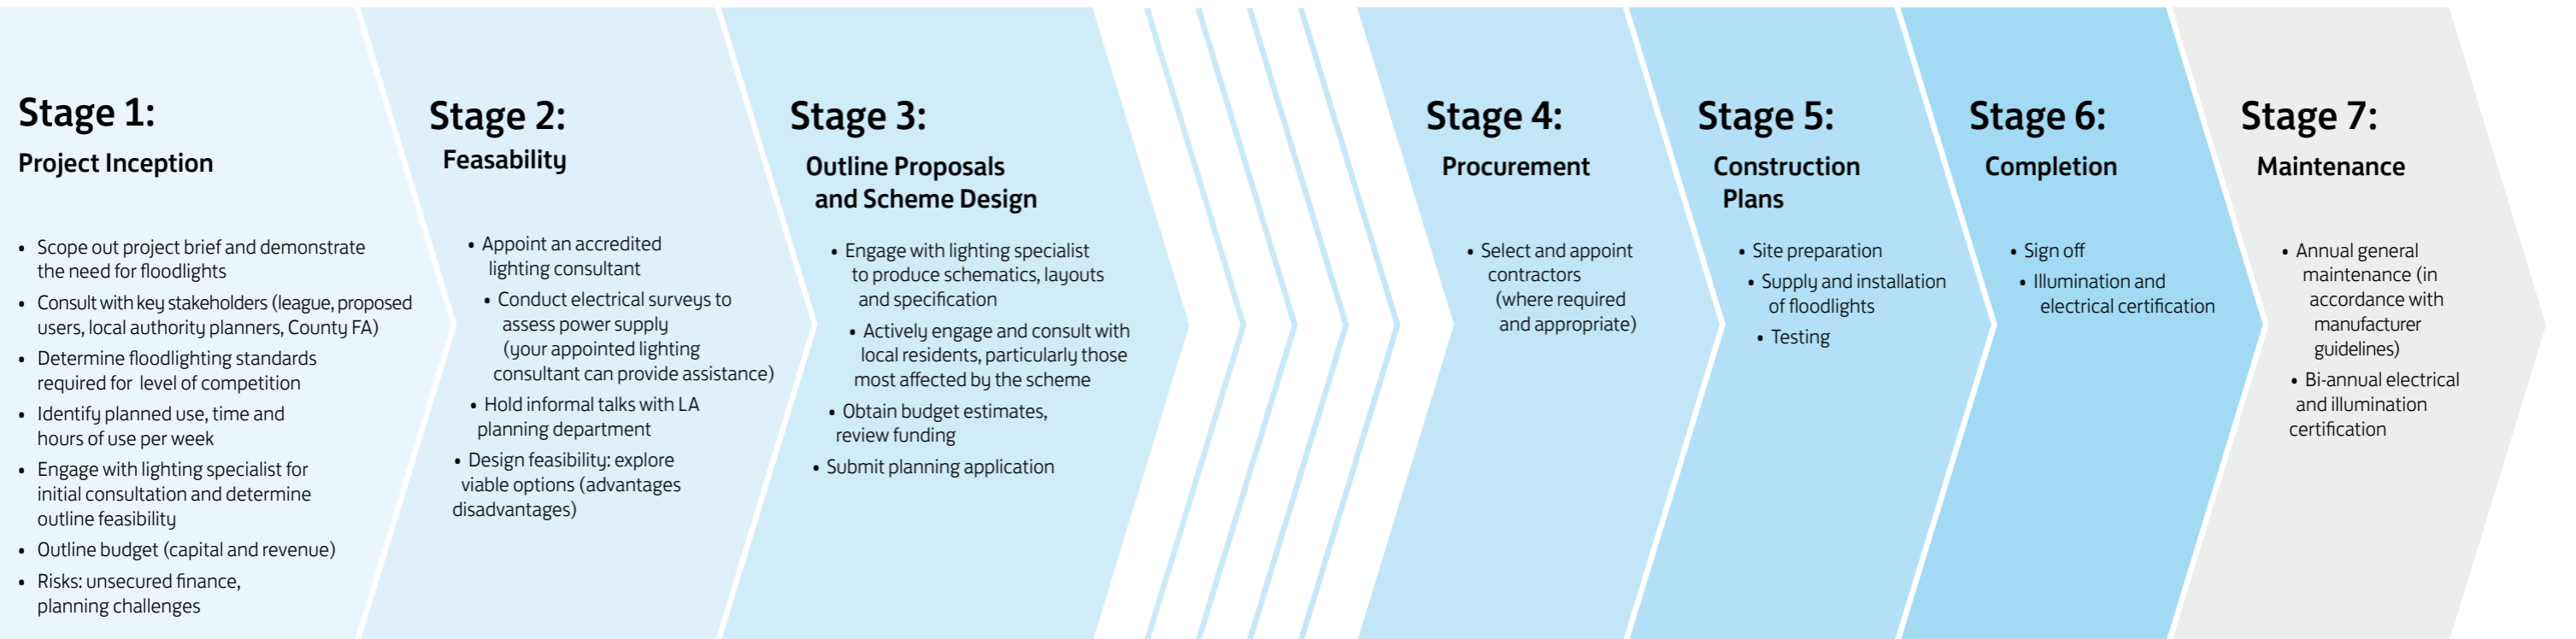 Stage 1:
Project Inception
• Scope out project brief and demonstrate
the need for floodlights
• Consult with key stakeholders (league, proposed
users, local authority planners, County FA)
• Determine floodlighting standards
required for level of competition
• Identify planned use, time and
hours of use per week
• Engage with lighting specialist for
initial consultation and determine
outline feasibility
• Outline budget (capital and revenue)
• Risks: unsecured finance,
planning challenges
Stage 2:
Feasability
• Appoint an accredited
lighting consultant
• Conduct electrical surveys to
assess power supply
(your appointed lighting
consultant can provide assistance)
• Hold informal talks with LA
planning department
• Design feasibility: explore
viable options (advantages
disadvantages)
Stage 3:
Outline Proposals
and Scheme Design
• Engage with lighting specialist
to produce schematics, layouts
and specification
• Actively engage and consult with
local residents, particularly those
most affected by the scheme
• Obtain budget estimates,
review funding
• Submit planning application
Stage 4:
Procurement
• Select and appoint
contractors
(where required
and appropriate)
Stage 5:
Construction
Plans
• Site preparation
• Supply and installation
of floodlights
• Testing
Stage 6:
Completion
• Sign off
• Illumination and
electrical certification
Stage 7:
Maintenance
• Annual general
maintenance (in
accordance with
manufacturer
guidelines)
• Bi-annual electrical
and illumination
certification